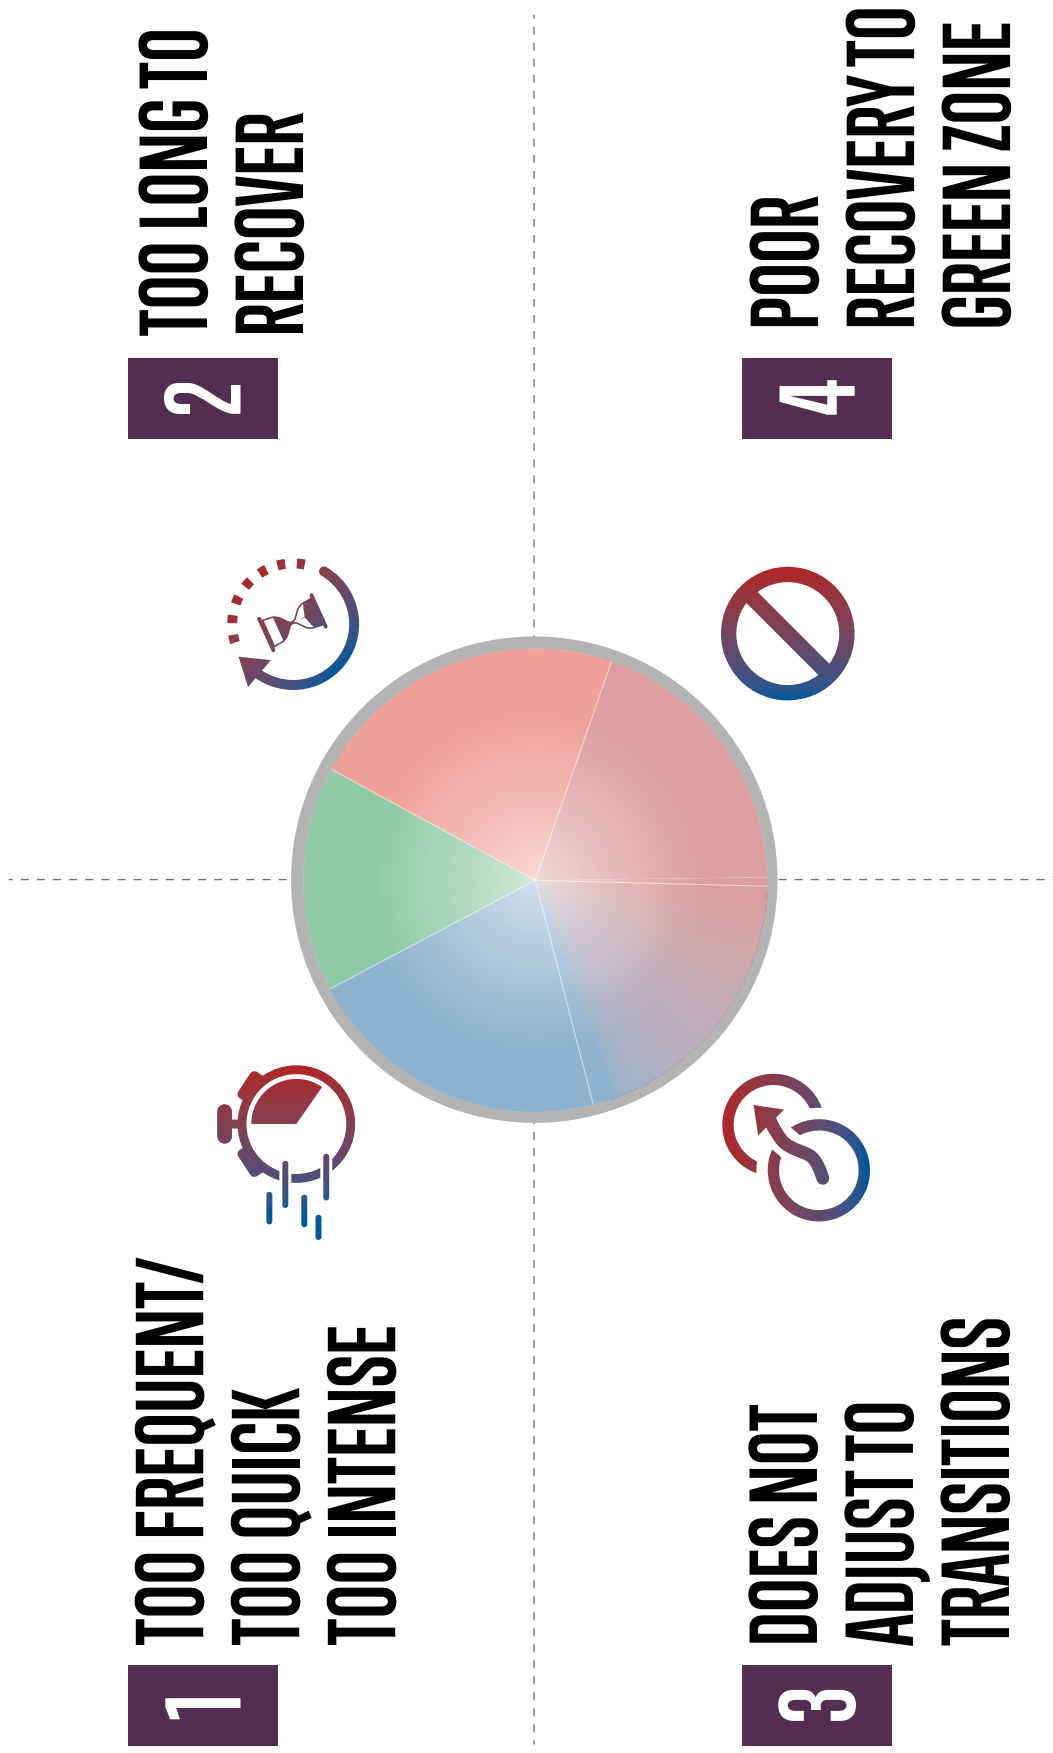 1
TOO FREQUENT/
TOO QUICK
TOO INTENSE
2
TOO LONG TO
RECOVER
3
DOES NOT
ADJUST TO
TRANSITIONS
4
POOR
RECOVERY TO
GREEN ZONE